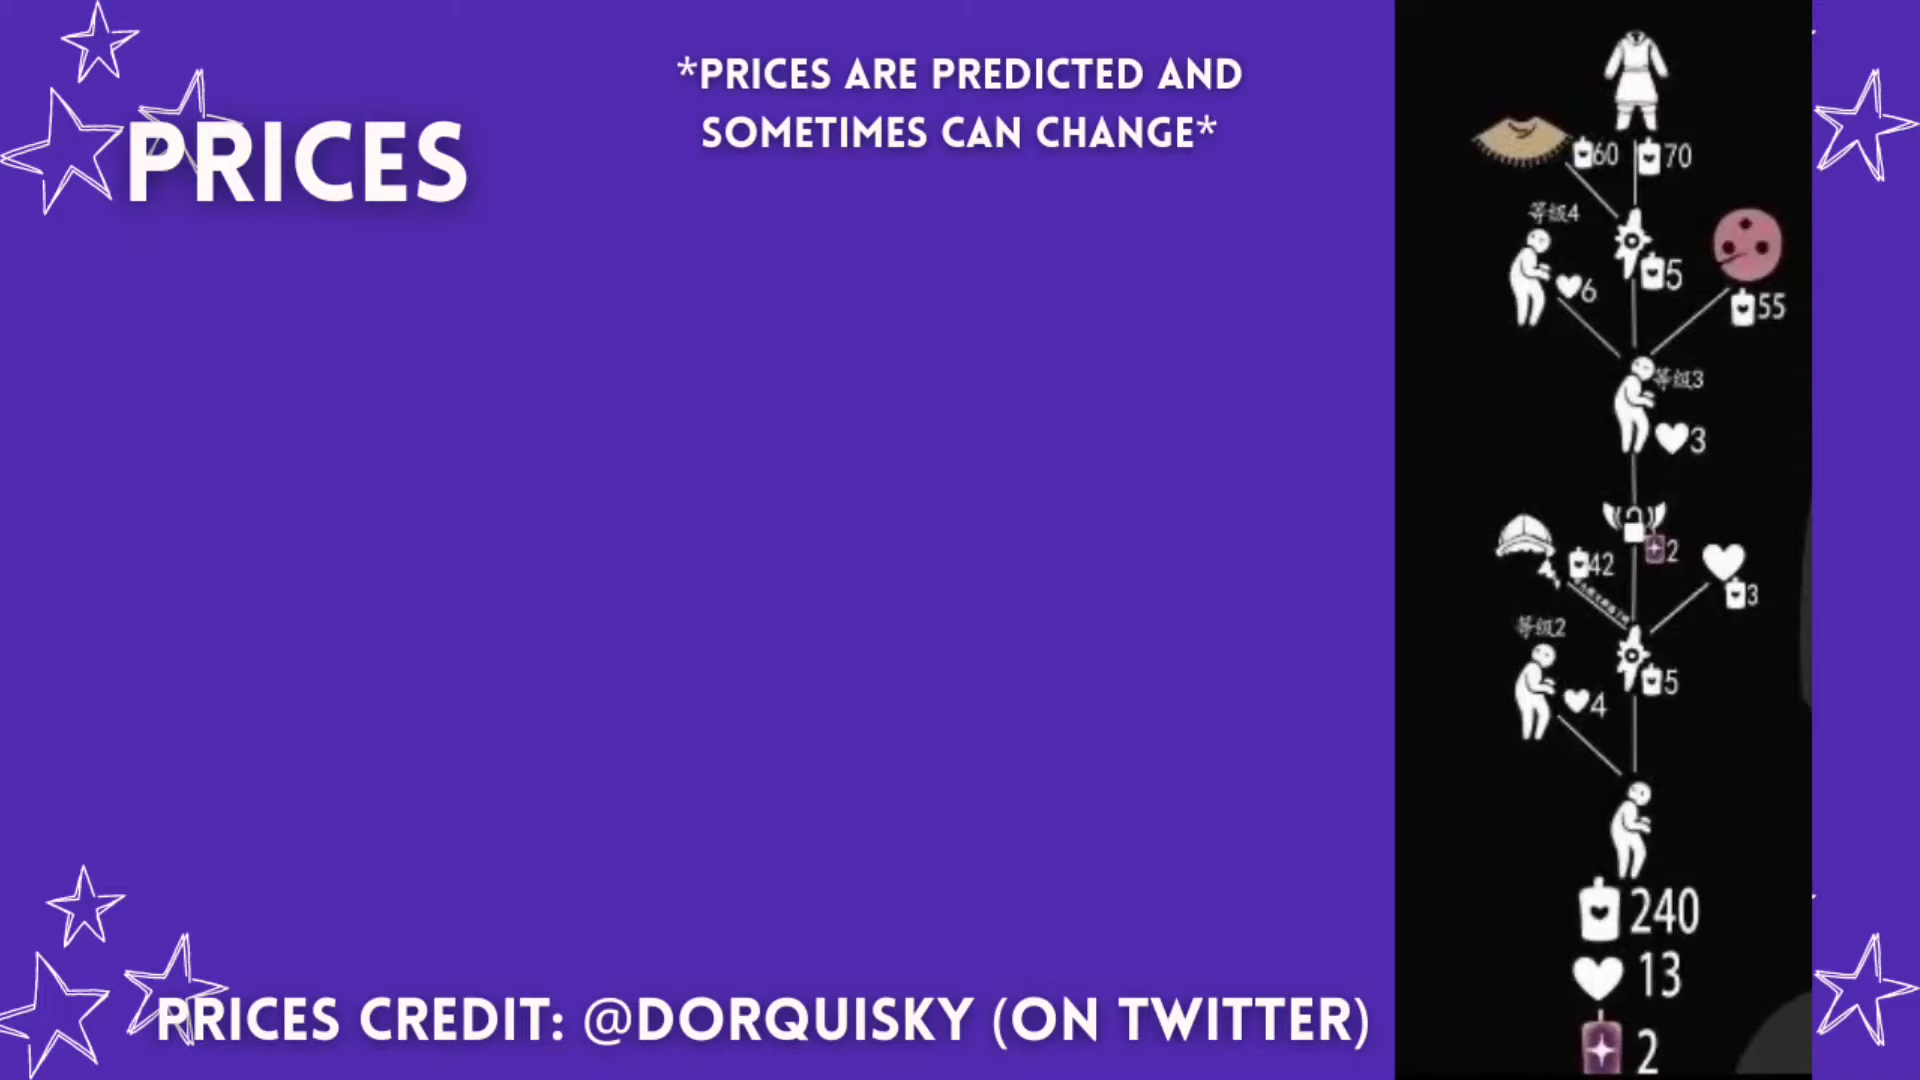 *PRICES ARE PREDICTED AND
SOMETIMES CAN CHANGE*
PRICES
60
70
等级4
5
6
55
等级3
3
2
42
3
等级2
5
4
240
13
2
PRICES CREDIT: @DORQUISKY (ON TWITTER)